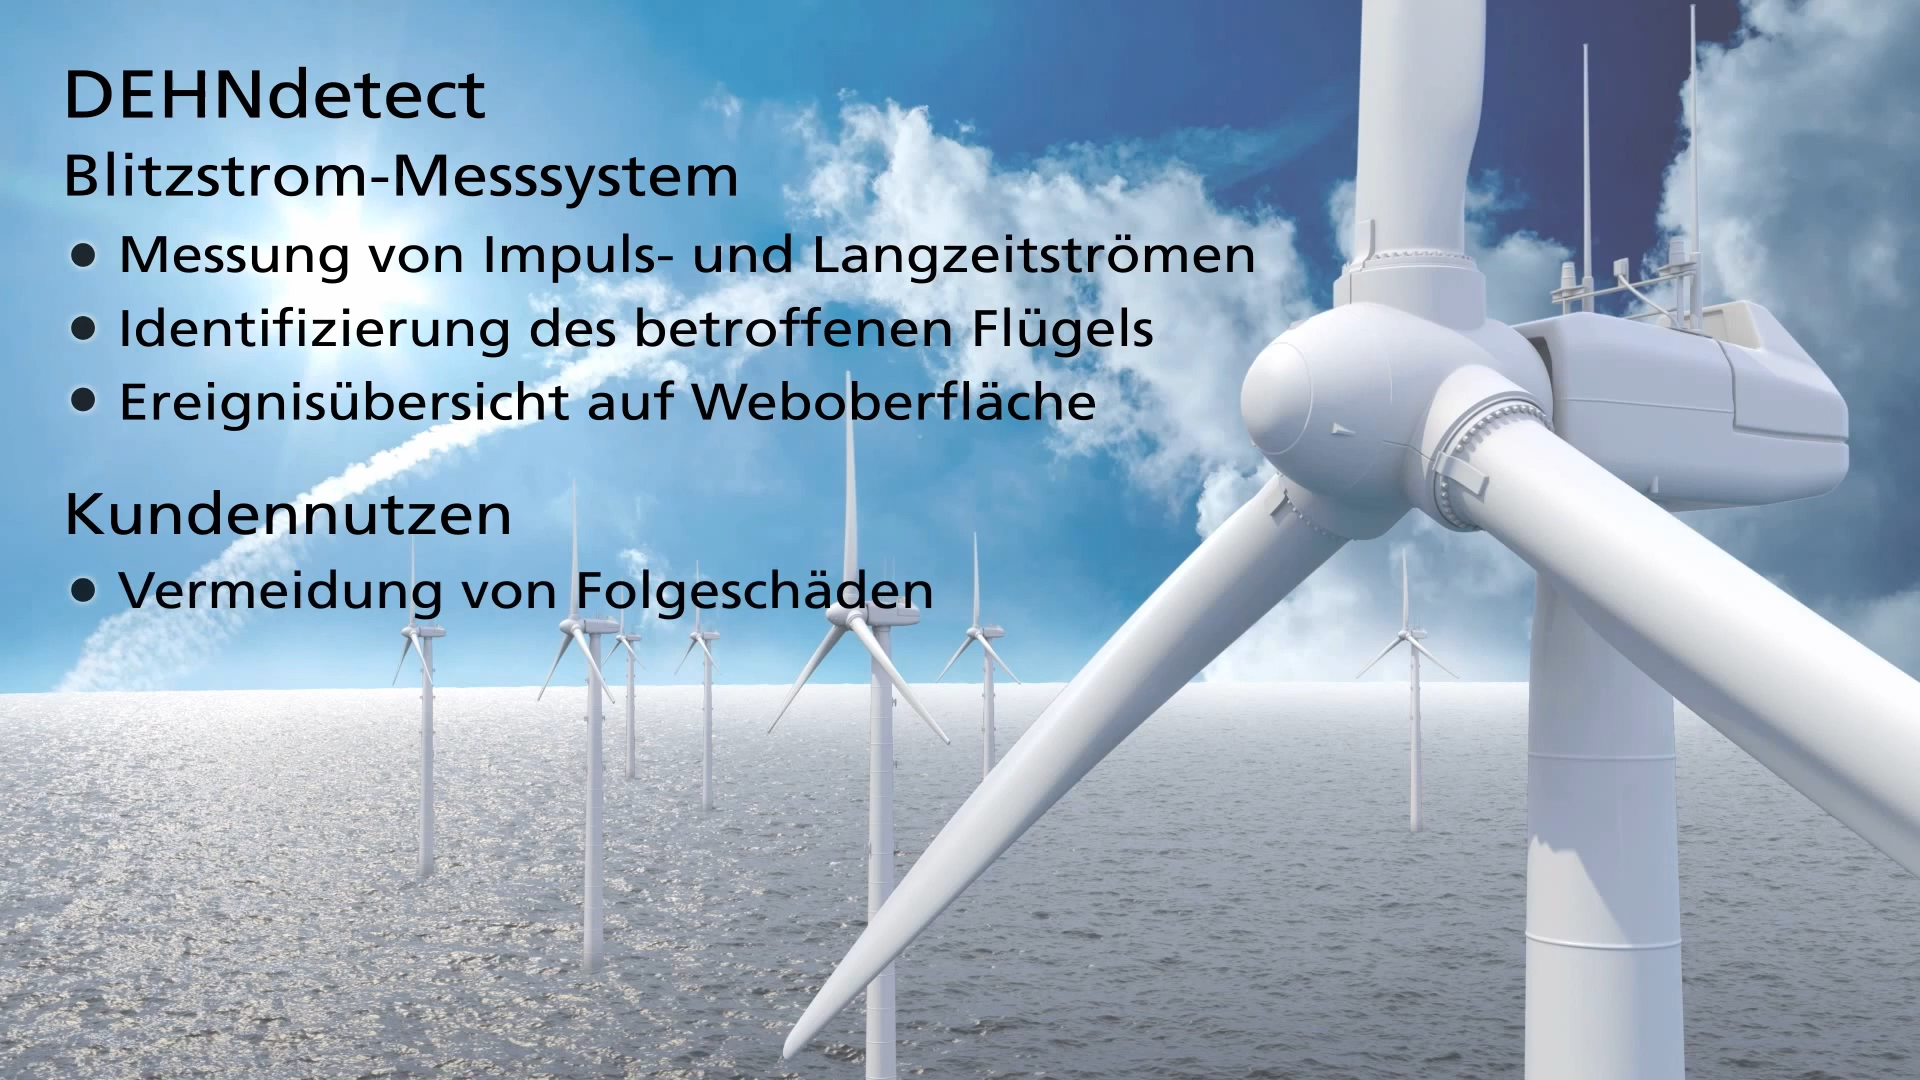 DEHNdetect
Blitzstrom-Messsystem
• Messung von Impuls- und Langzeitströmen
• Identifizierung des betroffenen Flügels
• Ereignisübersicht auf Weboberfläche
Kundennutzen
• Vermeidung von Folgeschäden